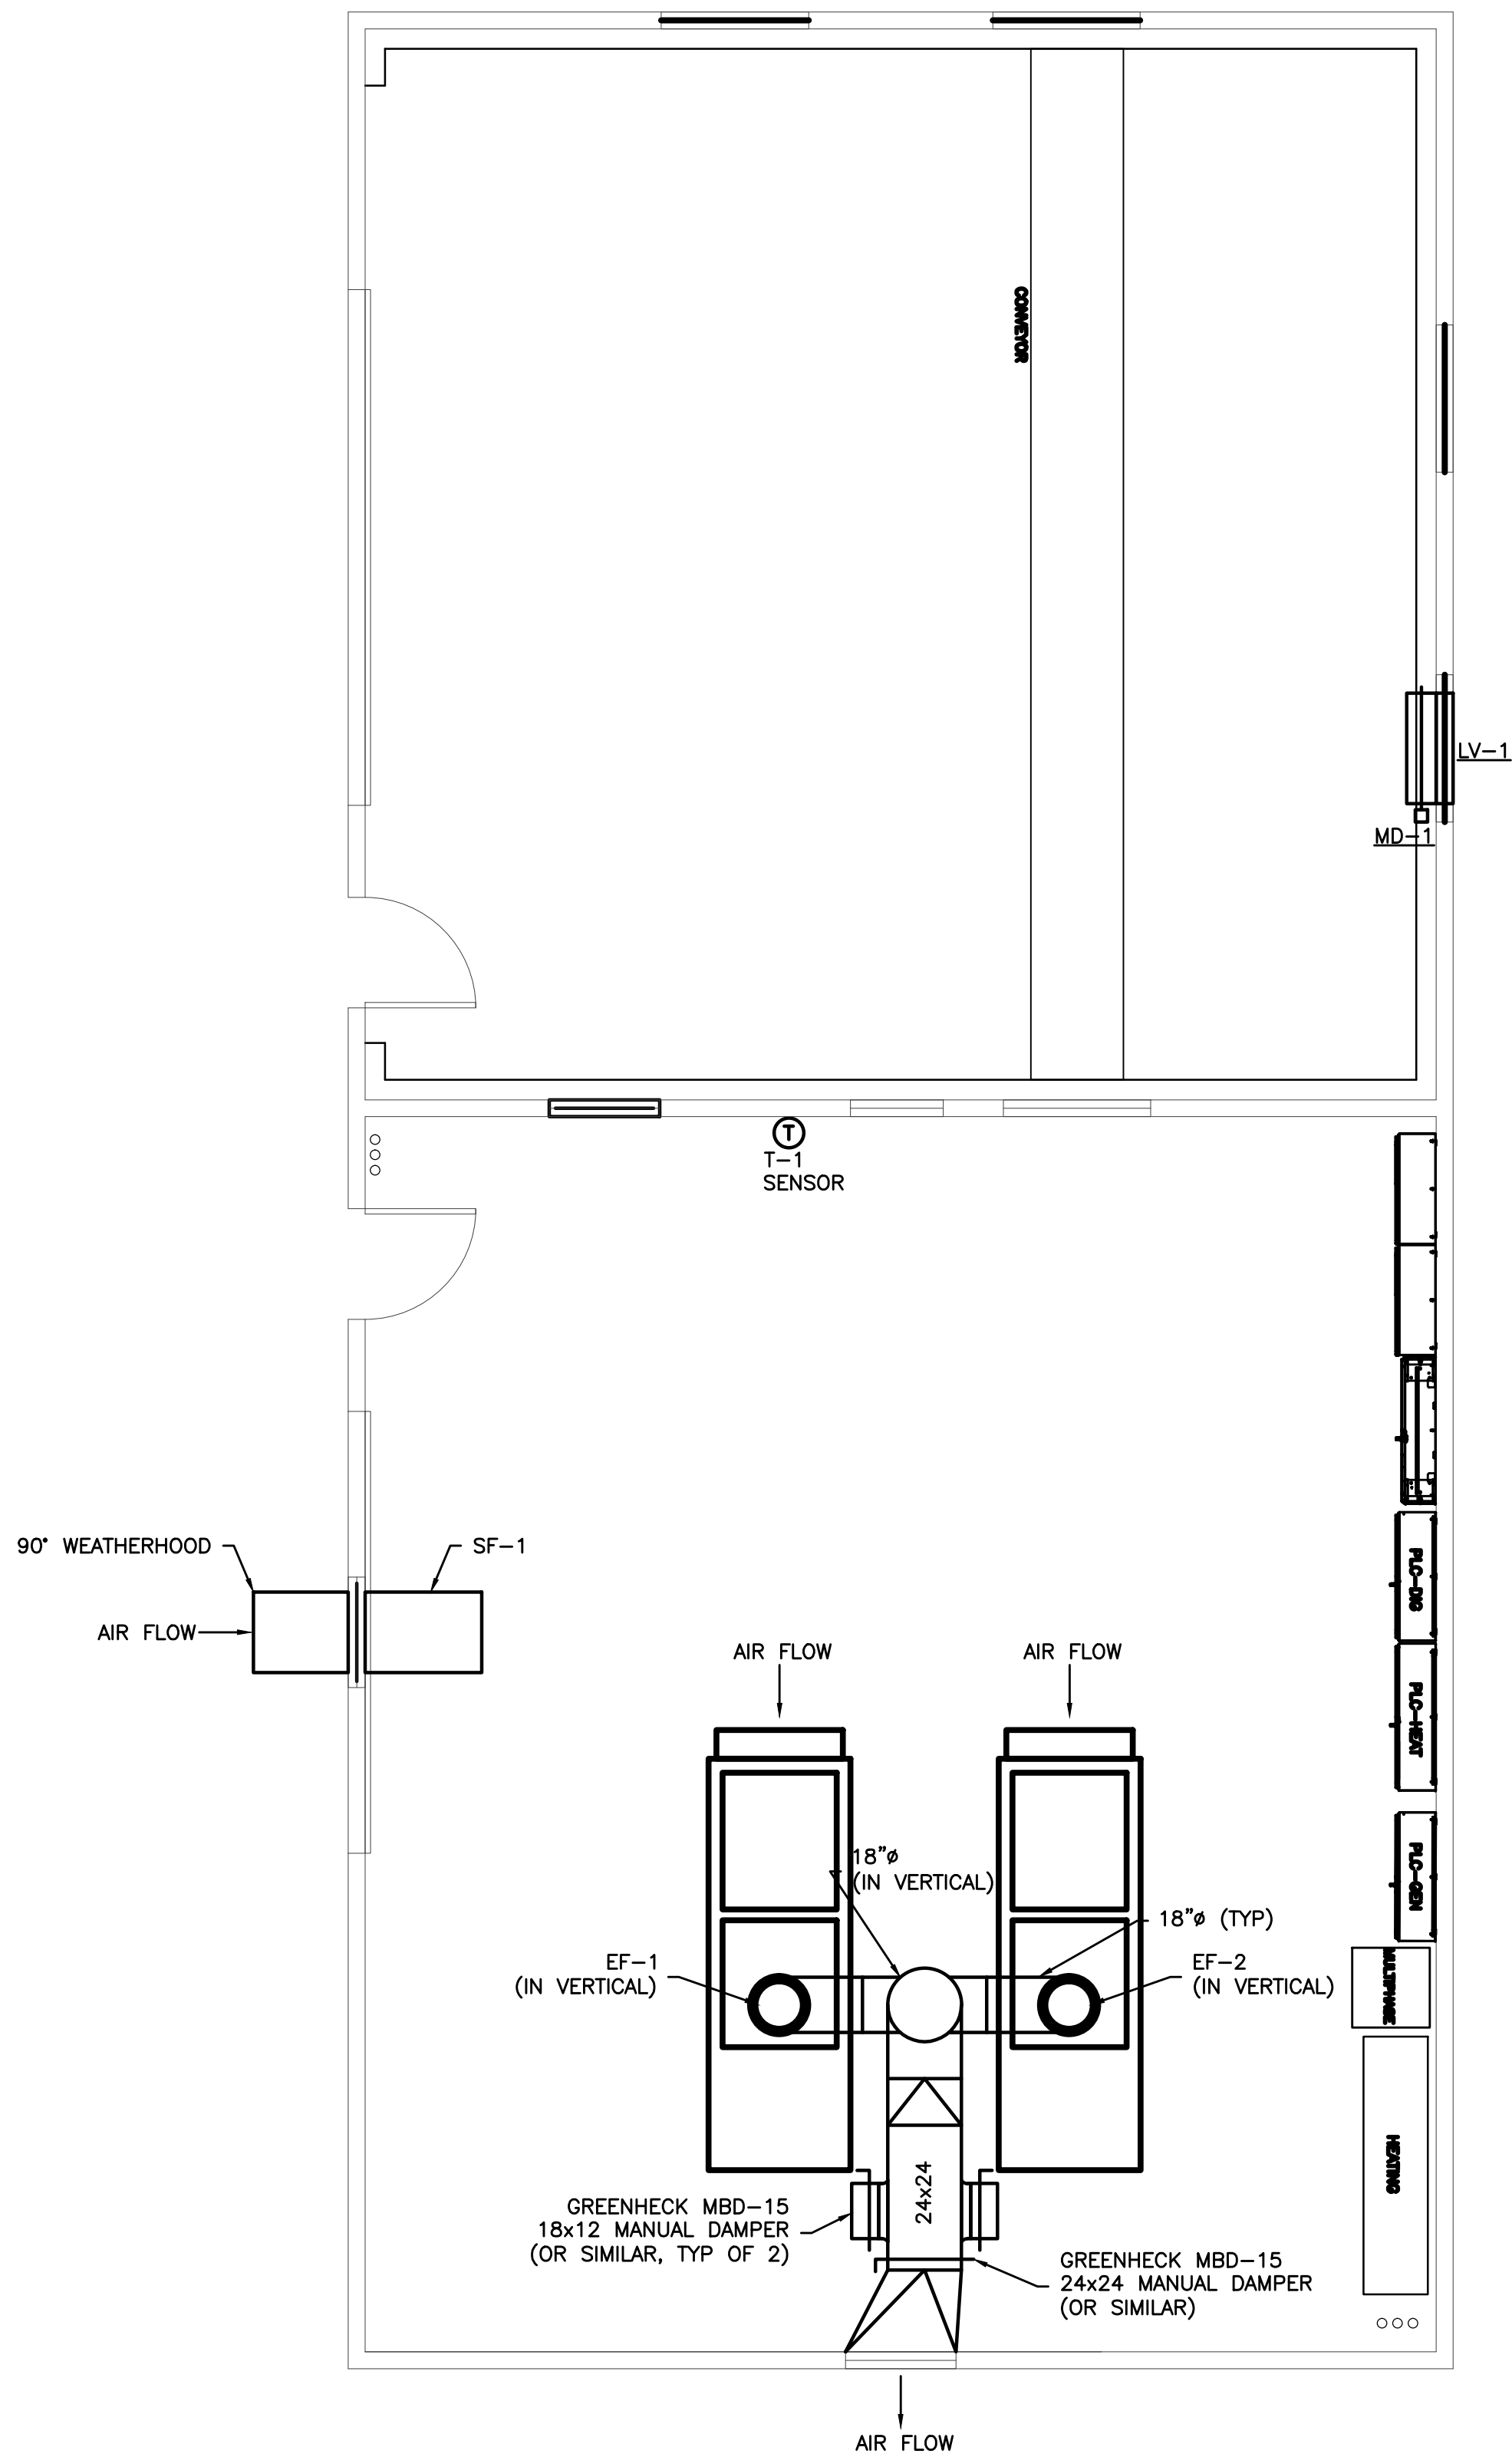 CONVEYOR
LV-1
MD-1
T
T-1
SENSOR
PLC-DIG
90° WEATHERHOOD
SF-1
AIR FLOW
AIR FLOW
AIR FLOW
PLC-HEAT
18"ø
(IN VERTICAL)
PLC-GEN
18"ø (TYP)
EF-1
(IN VERTICAL)
EF-2
(IN VERTICAL)
MULTIPHASE
HEATING
24x24
GREENHECK MBD-15
18x12 MANUAL DAMPER
(OR SIMILAR, TYP OF 2)
GREENHECK MBD-15
24x24 MANUAL DAMPER
(OR SIMILAR)
AIR FLOW